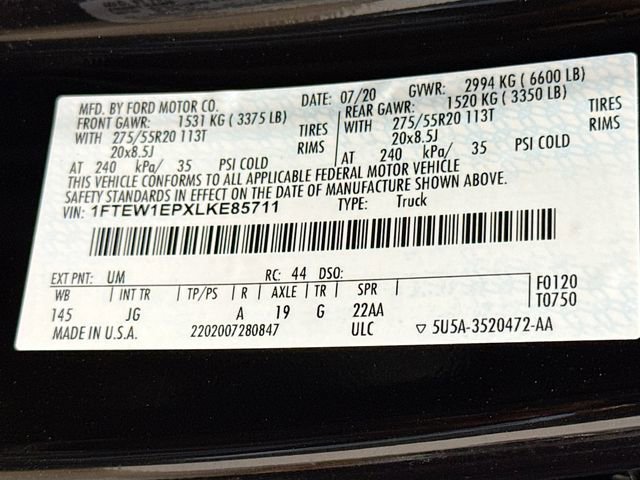 MFD. BY FORD MOTOR CO. DATE: 07/20 GVWR: 2994 KG ( 6600 LB)
FRONT GAWR: 1531 KG ( 3375 LB) REAR GAWR: 1520 KG ( 3350 LB)
WITH 275/55R20 113T TIRES WITH 275/55R20 113T TIRES
20x8.5J RIMS 20x8.5J RIMS
AT 240 kPa/ 35 PSI COLD AT 240 kPa/ 35 PSI COLD
THIS VEHICLE CONFORMS TO ALL APPLICABLE FEDERAL MOTOR VEHICLE
SAFETY STANDARDS IN EFFECT ON THE DATE OF MANUFACTURE SHOWN ABOVE.
VIN: 1FTEW1EPXLKE85711 TYPE: Truck
EXT PNT: UM RC: 44 DSO:
WB INT TR TP/PS R AXLE TR SPR F0120
145 JG A 19 G 22AA T0750
MADE IN U.S.A. 2202007280847 ULC ▽ 5U5A-3520472-AA